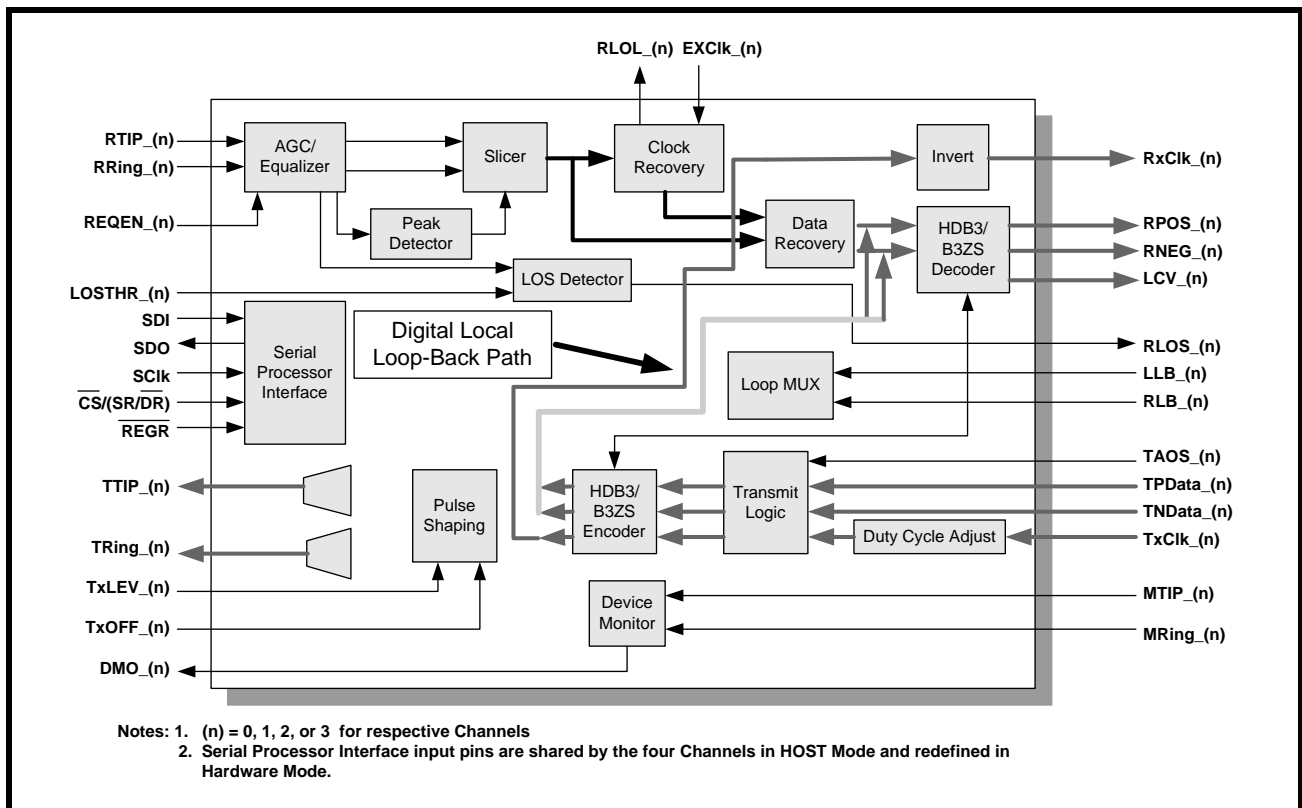 RLOL_(n) EXClk_(n)
RTIP_(n)
RRing_(n)
REQEN_(n)
LOSTHR_(n)
SDI
SDO
SClk
CS/(SR/DR)
REGR
TTIP_(n)
TRing_(n)
TxLEV_(n)
TxOFF_(n)
DMO_(n)
AGC/
Equalizer
Slicer
Peak
Detector
LOS Detector
Clock
Recovery
Data
Recovery
Invert
HDB3/
B3ZS
Decoder
Serial
Processor
Interface
Digital Local
Loop-Back Path
Loop MUX
Pulse
Shaping
HDB3/
B3ZS
Encoder
Transmit
Logic
Duty Cycle Adjust
Device
Monitor
RxClk_(n)
RPOS_(n)
RNEG_(n)
LCV_(n)
RLOS_(n)
LLB_(n)
RLB_(n)
TAOS_(n)
TPData_(n)
TNData_(n)
TxClk_(n)
MTIP_(n)
MRing_(n)
Notes: 1. (n) = 0, 1, 2, or 3 for respective Channels
2. Serial Processor Interface input pins are shared by the four Channels in HOST Mode and redefined in
Hardware Mode.